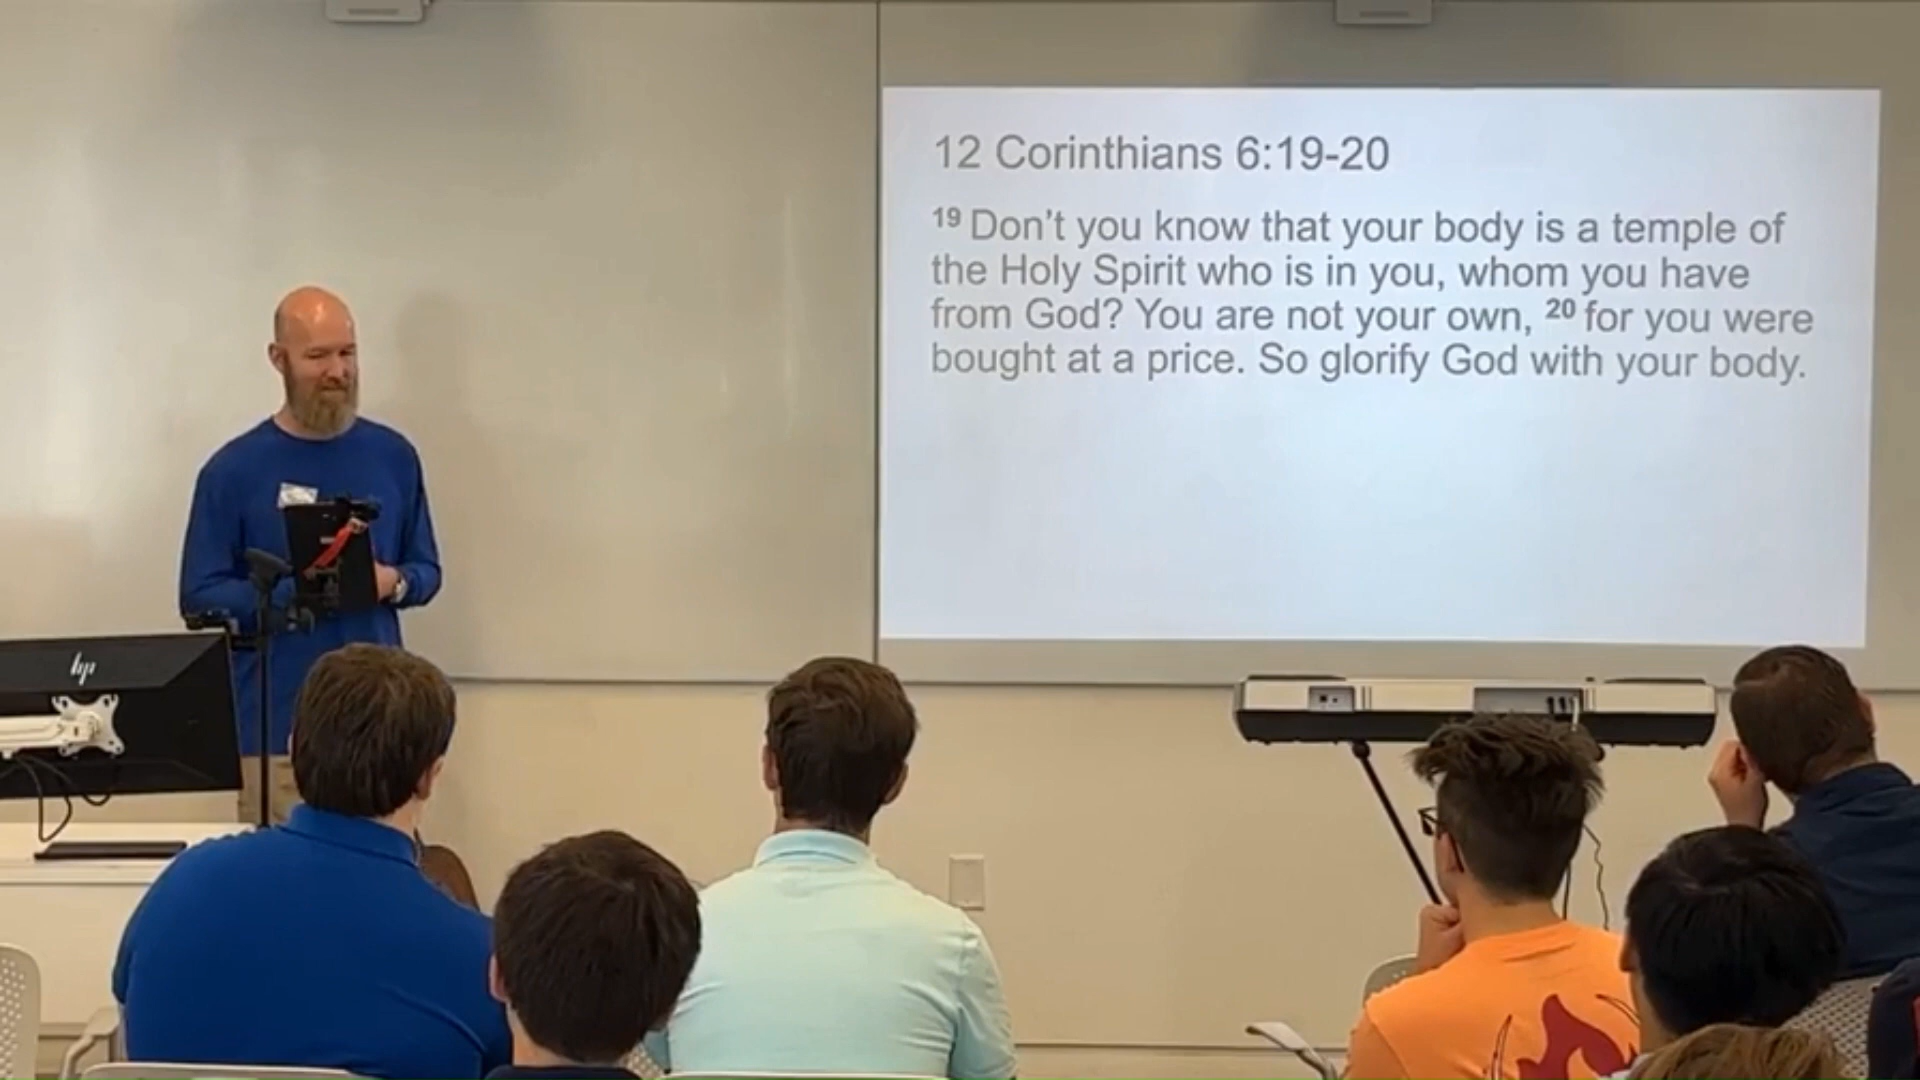 12 Corinthians 6:19-20
19 Don't you know that your body is a temple of
the Holy Spirit who is in you, whom you have
from God? You are not your own, 20 for you were
bought at a price. So glorify God with your body.
hp